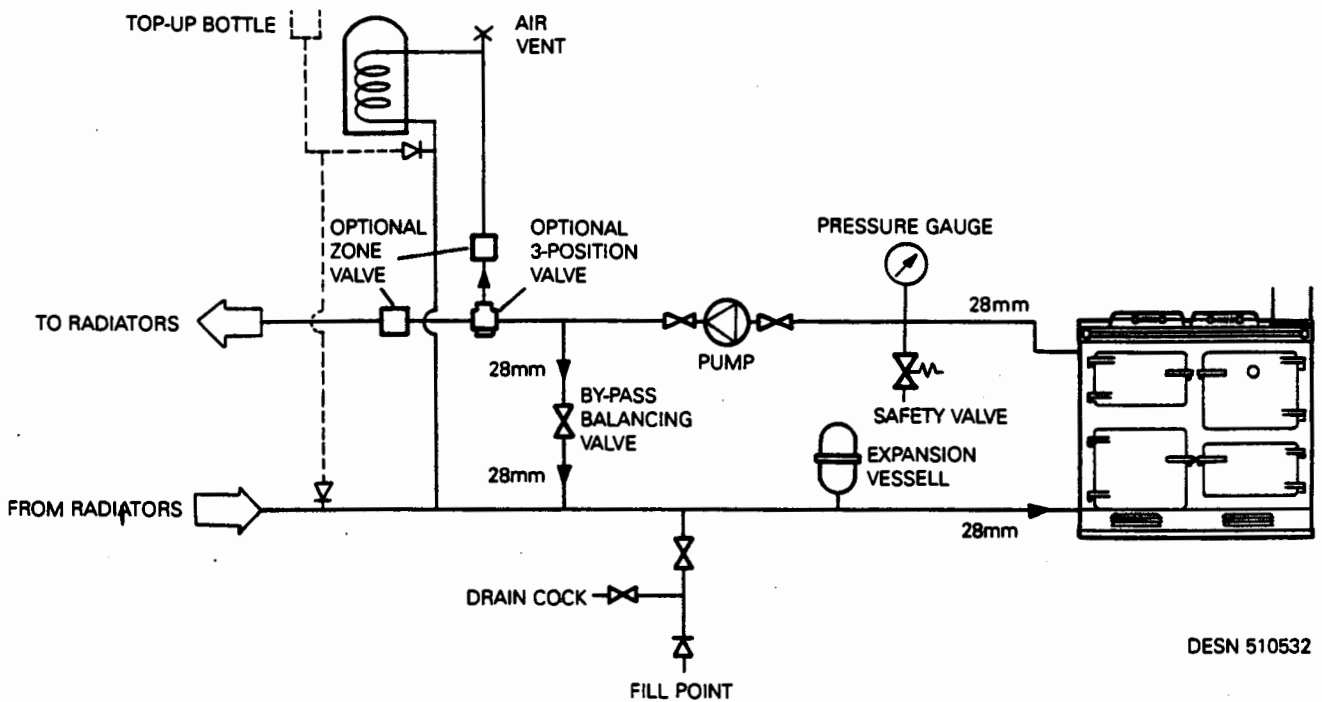 TOP-UP BOTTLE
AIR
VENT
OPTIONAL
ZONE
VALVE
OPTIONAL
3-POSITION
VALVE
PRESSURE GAUGE
TO RADIATORS
28mm
PUMP
28mm
BY-PASS
BALANCING
VALVE
SAFETY VALVE
EXPANSION
VESSELL
28mm
FROM RADIATORS
28mm
DRAIN COCK
DESN 510532
FILL POINT